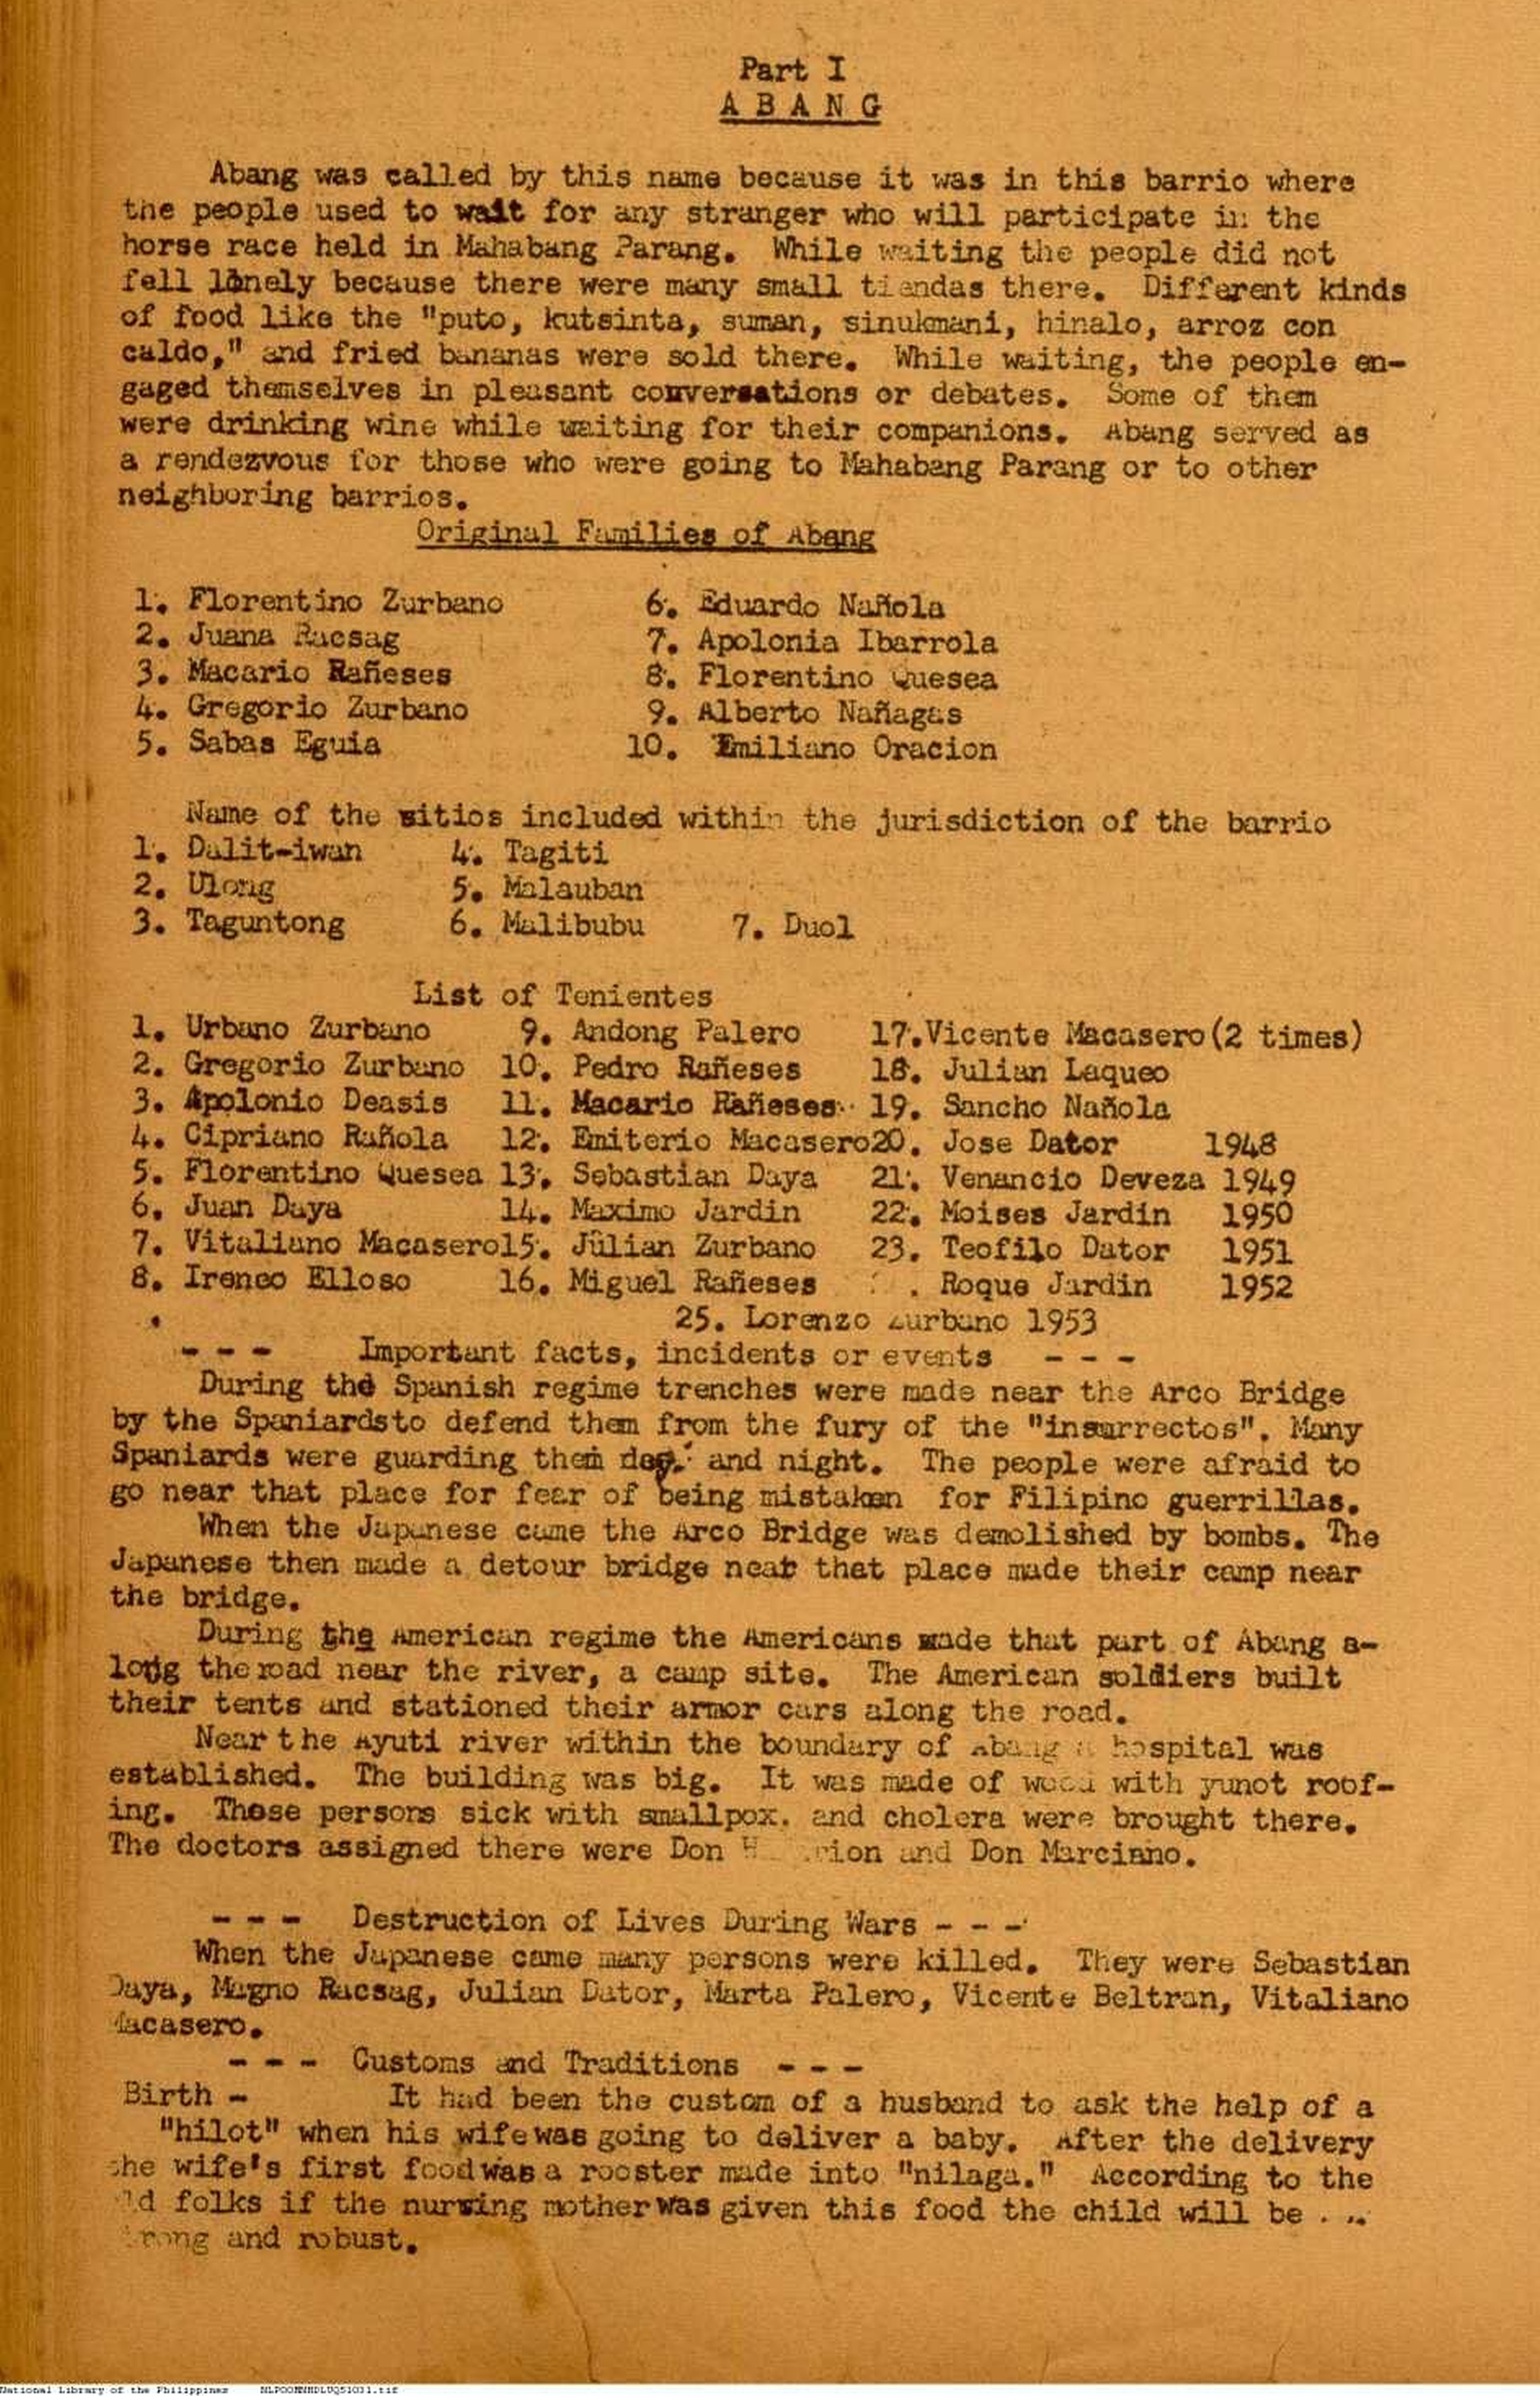 Part I
A B A N G
Abang was called by this name because it was in this barrio where
the people used to wait for any stranger who will participate in the
horse race held in Mahabang Parang. While waiting the people did not
fell lonely because there were many small tiendas there. Different kinds
of food like the "puto, kutsinta, suman, sinukmani, hinalo, arroz con
caldo," and fried bananas were sold there. While waiting, the people en-
gaged themselves in pleasant conversations or debates. Some of them
were drinking wine while waiting for their companions. Abang served as
a rendezvous for those who were going to Mahabang Parang or to other
neighboring barrios.
Original Families of Abang
1. Florentino Zurbano 6. Eduardo Nañola
2. Juana Racsag 7. Apolonia Ibarrola
3. Macario Rañeses 8. Florentino Quesea
4. Gregorio Zurbano 9. Alberto Nañagas
5. Sabas Eguia 10. Emiliano Oracion
Name of the sitios included within the jurisdiction of the barrio
1. Dalit-iwan 4. Tagiti
2. Ulong 5. Malauban
3. Taguntong 6. Malibubu 7. Duol
List of Tenientes
1. Urbano Zurbano 9. Andong Palero 17.Vicente Macasero(2 times)
2. Gregorio Zurbano 10. Pedro Rañeses 18. Julian Laqueo
3. Apolonio Deasis 11. Macario Rañeses 19. Sancho Nañola
4. Cipriano Rañola 12. Emiterio Macasero20. Jose Dator 1948
5. Florentino Quesea 13. Sebastian Daya 21. Venancio Deveza 1949
6. Juan Daya 14. Maximo Jardin 22. Moises Jardin 1950
7. Vitaliano Macasero15. Julian Zurbano 23. Teofilo Dator 1951
8. Ireneo Elloso 16. Miguel Rañeses . Roque Jardin 1952
25. Lorenzo Zurbano 1953
- - - Important facts, incidents or events - - -
During the Spanish regime trenches were made near the Arco Bridge
by the Spaniardsto defend them from the fury of the "insurrectos". Many
Spaniards were guarding them day and night. The people were afraid to
go near that place for fear of being mistaken for Filipino guerrillas.
When the Japanese came the Arco Bridge was demolished by bombs. The
Japanese then made a detour bridge near that place made their camp near
the bridge.
During the American regime the Americans made that part of Abang a-
long the road near the river, a camp site. The American soldiers built
their tents and stationed their armor cars along the road.
Near the Ayuti river within the boundary of Abang a hospital was
established. The building was big. It was made of wood with yunot roof-
ing. Those persons sick with smallpox. and cholera were brought there.
The doctors assigned there were Don and Don Marciano.
- - - Destruction of Lives During Wars - - -
When the Japanese came many persons were killed. They were Sebastian
Daya, Magno Racsag, Julian Dator, Marta Palero, Vicente Beltran, Vitaliano
Macasero.
- - - Customs and Traditions - - -
Birth - It had been the custom of a husband to ask the help of a
"hilot" when his wife was going to deliver a baby. After the delivery
the wife's first food was a rooster made into "nilaga." According to the
old folks if the nursing mother was given this food the child will be
strong and robust.
National Library of the Philippines NLPOOMNHDLUQ51031.tif